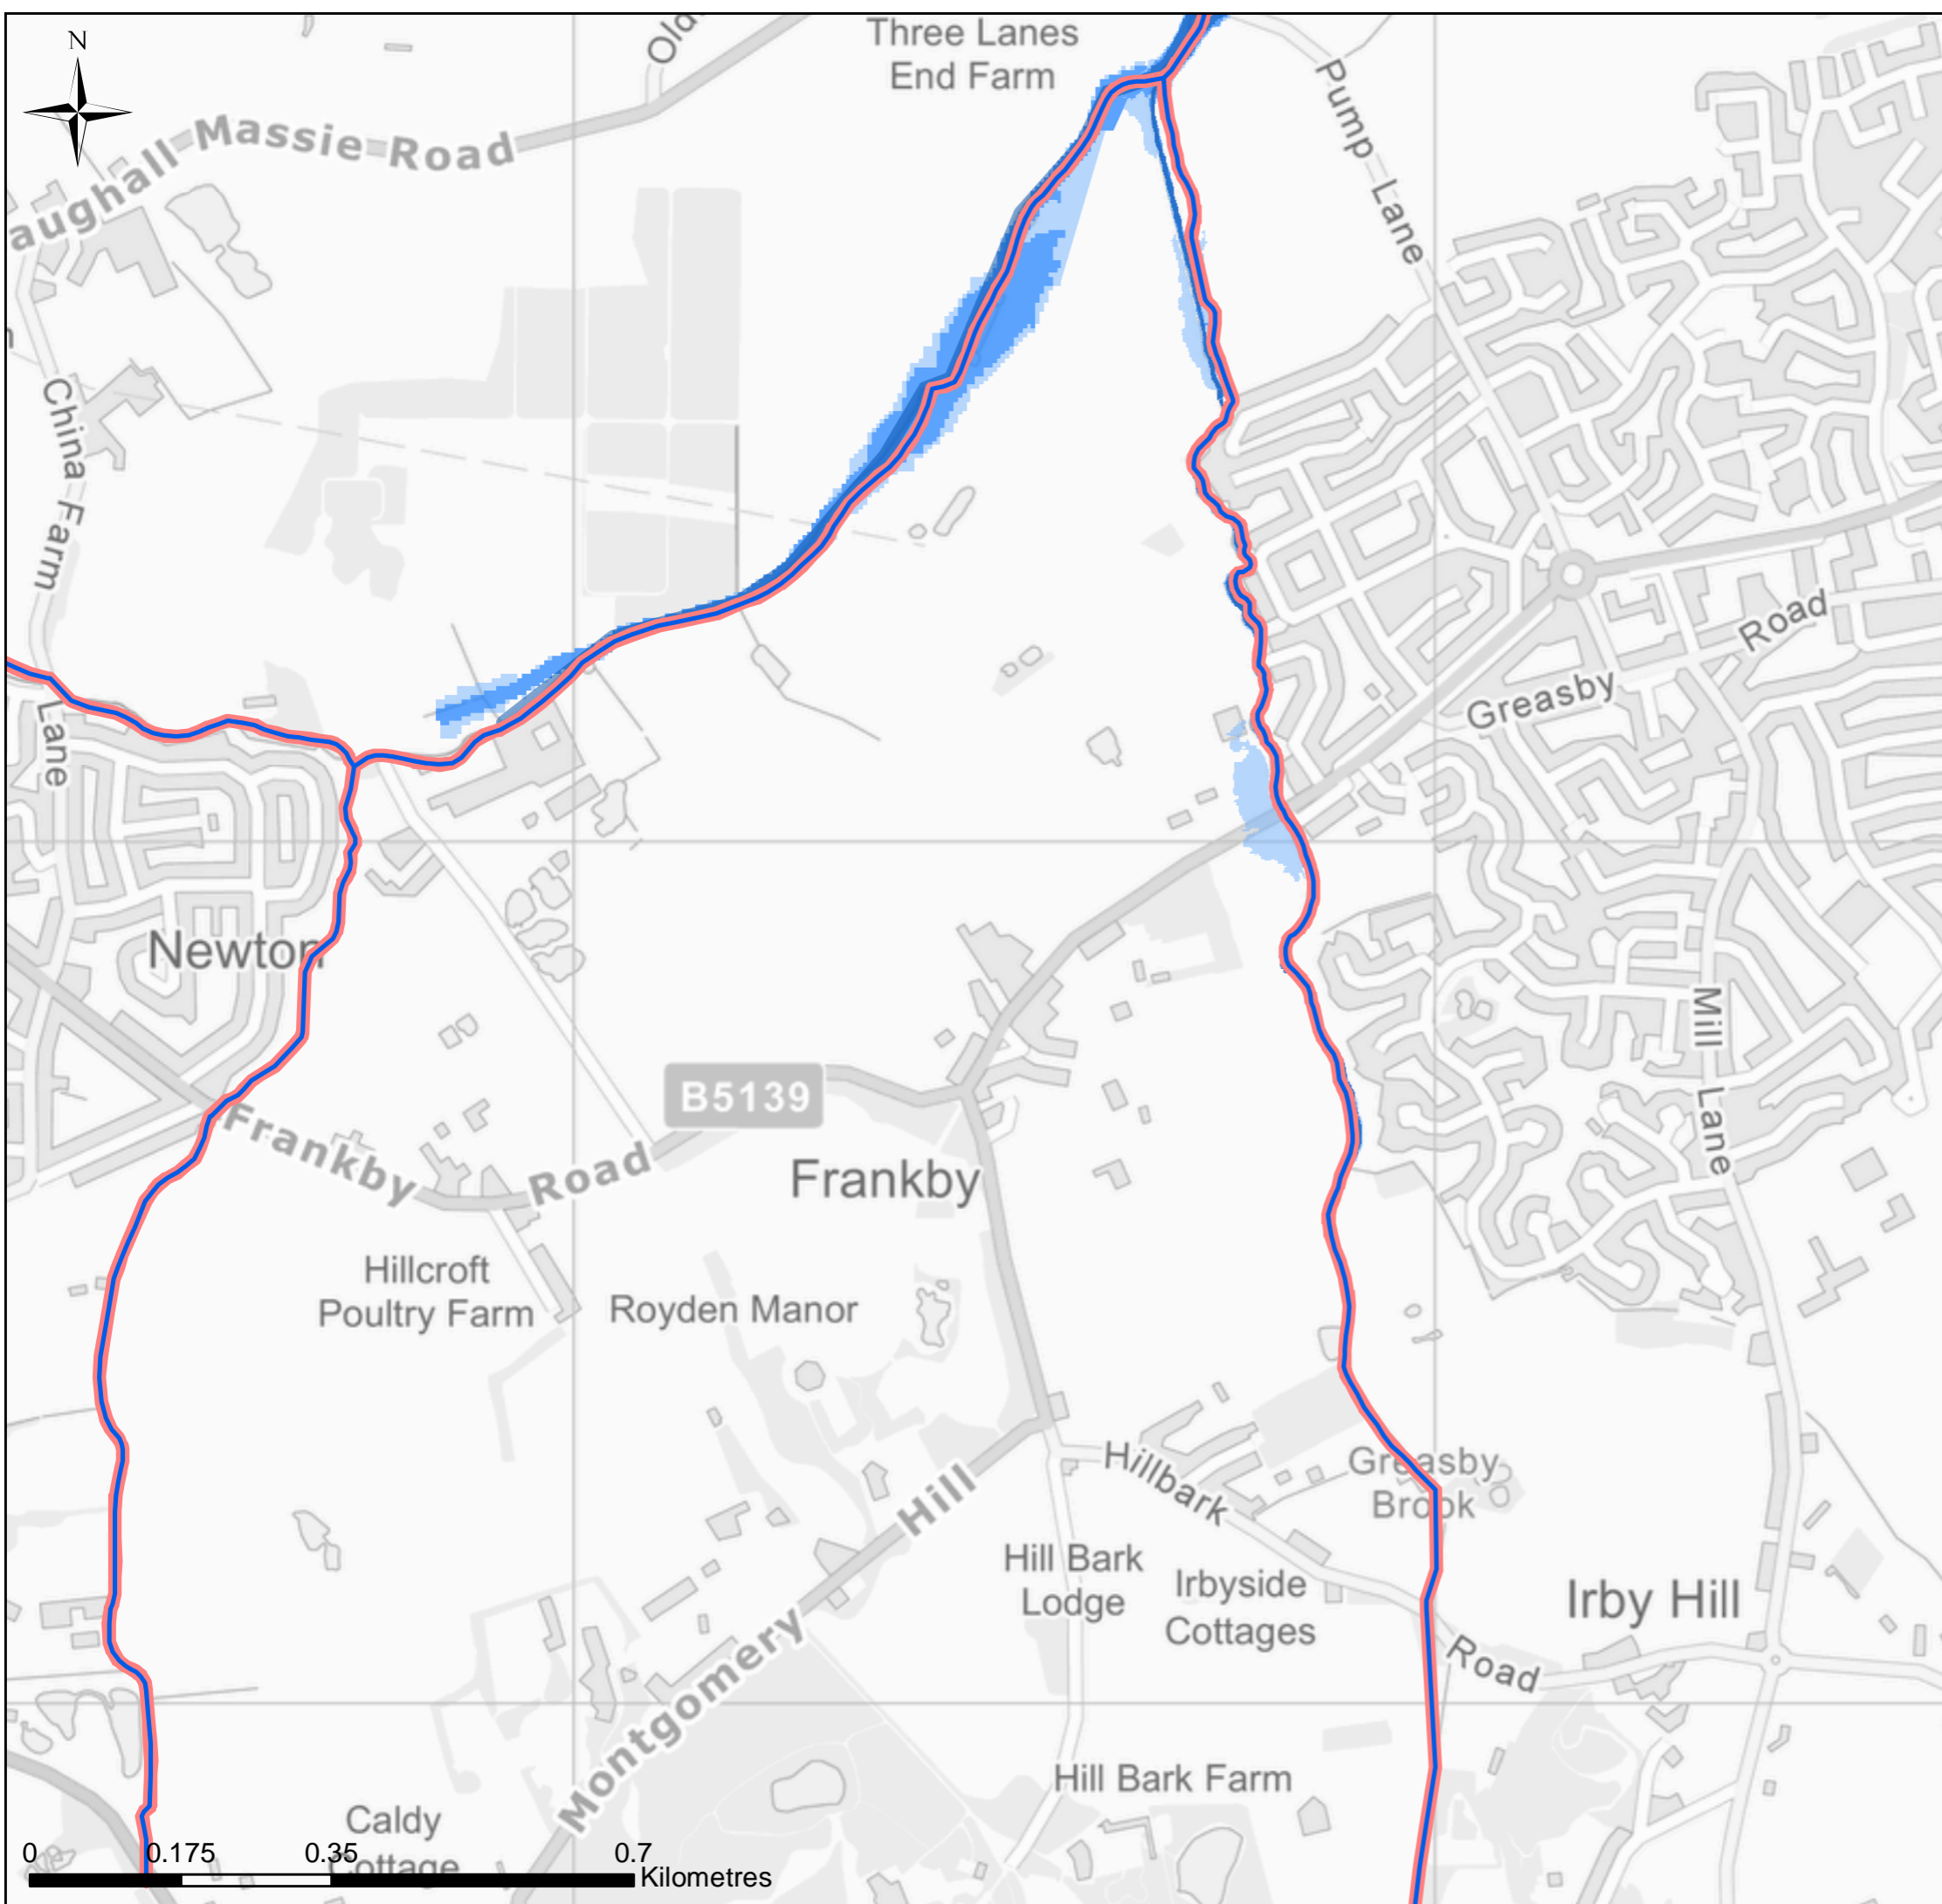 Three Lanes
End Farm
N
Pump Lane
aughall Massie Road
China Farm
Lane
Road
Greasby
Newton
Mill Lane
B5139
Frankby Road
Frankby
Hillcroft
Poultry Farm
Royden Manor
Hillbark
Greasby
Brook
Hill
Hill Bark
Lodge
Irbyside
Cottages
Irby Hill
Road
Montgomery
Hill Bark Farm
Caldy
Cottage
0 0.175 0.35 0.7
Kilometres